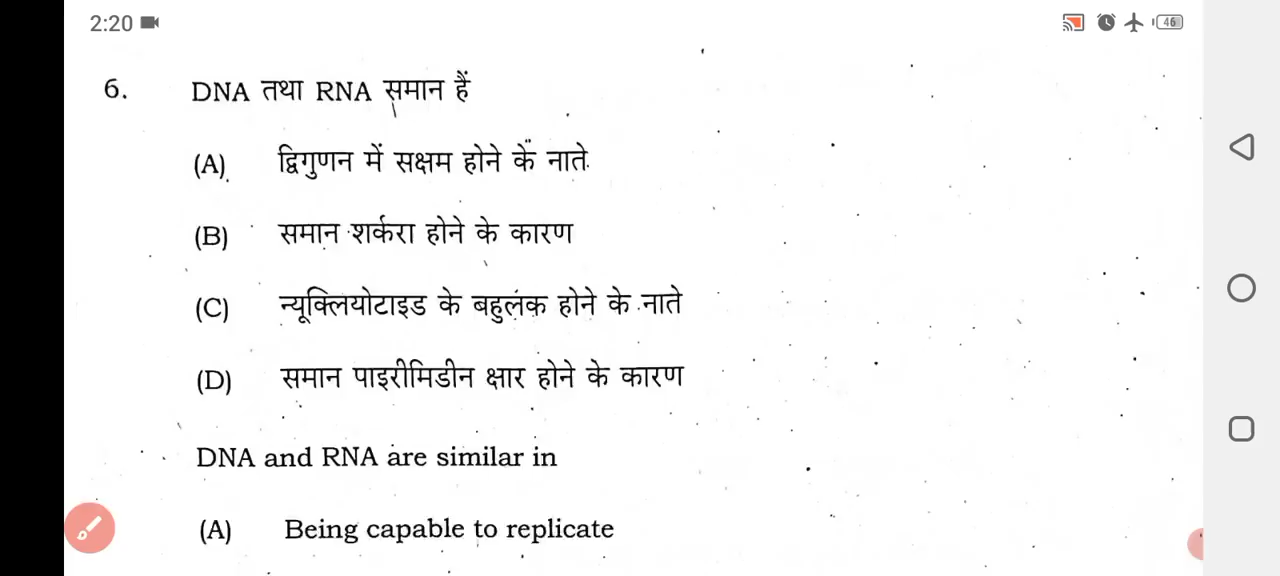 2:20
46
6. DNA तथा RNA समान हैं
(A) द्विगुणन में सक्षम होने के नाते
(B) समान शर्करा होने के कारण
(C) न्यूक्लियोटाइड के बहुलंक होने के नाते
(D) समान पाइरीमिडीन क्षार होने के कारण
DNA and RNA are similar in
(A) Being capable to replicate